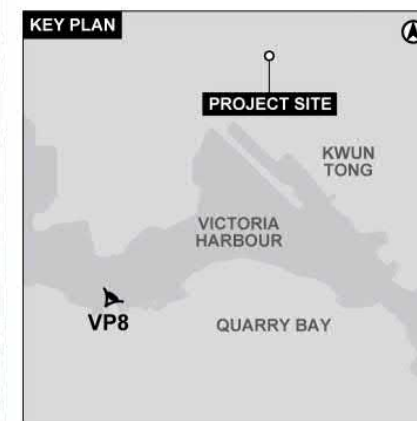 KEY PLAN
PROJECT SITE
KWUN
TONG
VICTORIA
HARBOUR
VP8
QUARRY BAY